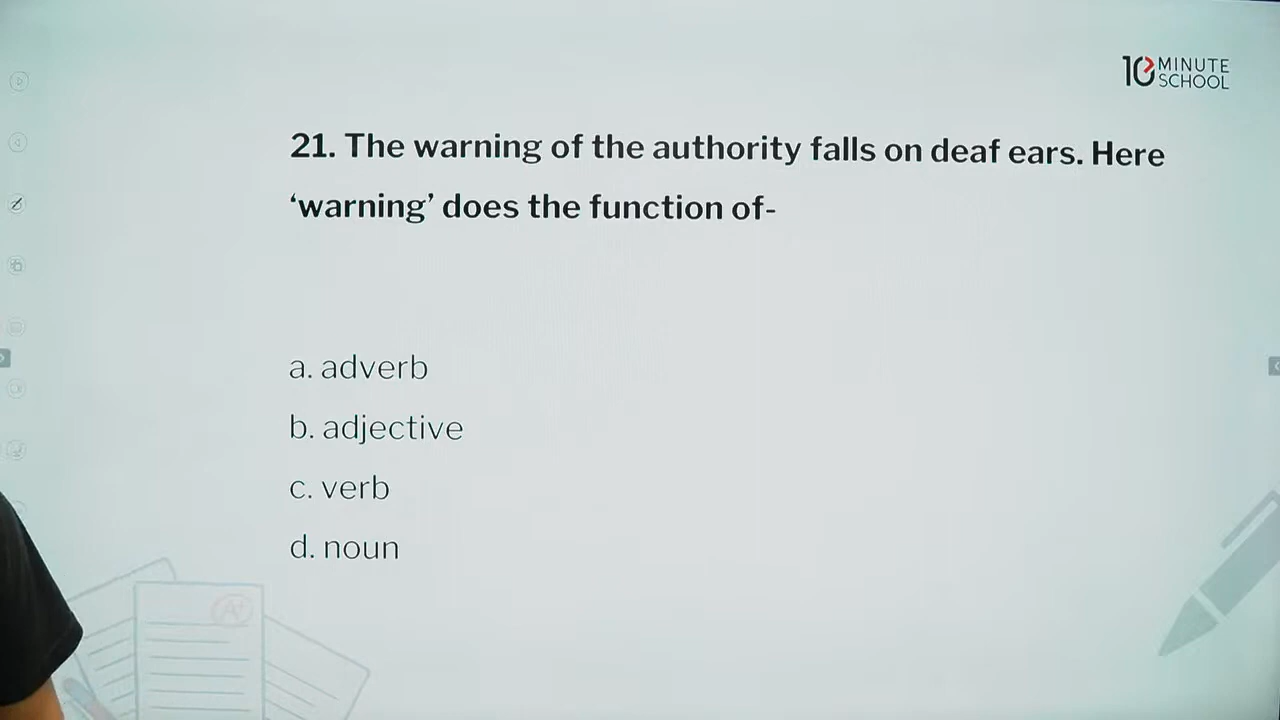 10 MINUTE
SCHOOL
21. The warning of the authority falls on deaf ears. Here
‘warning’ does the function of-
a. adverb
b. adjective
c. verb
d. noun
A+